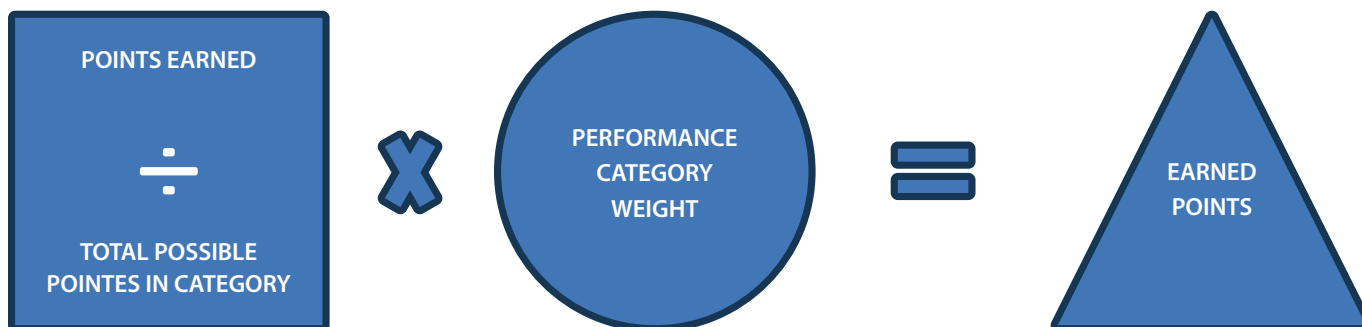 POINTS EARNED
÷
TOTAL POSSIBLE
POINTES IN CATEGORY
X
PERFORMANCE
CATEGORY
WEIGHT
=
EARNED
POINTS